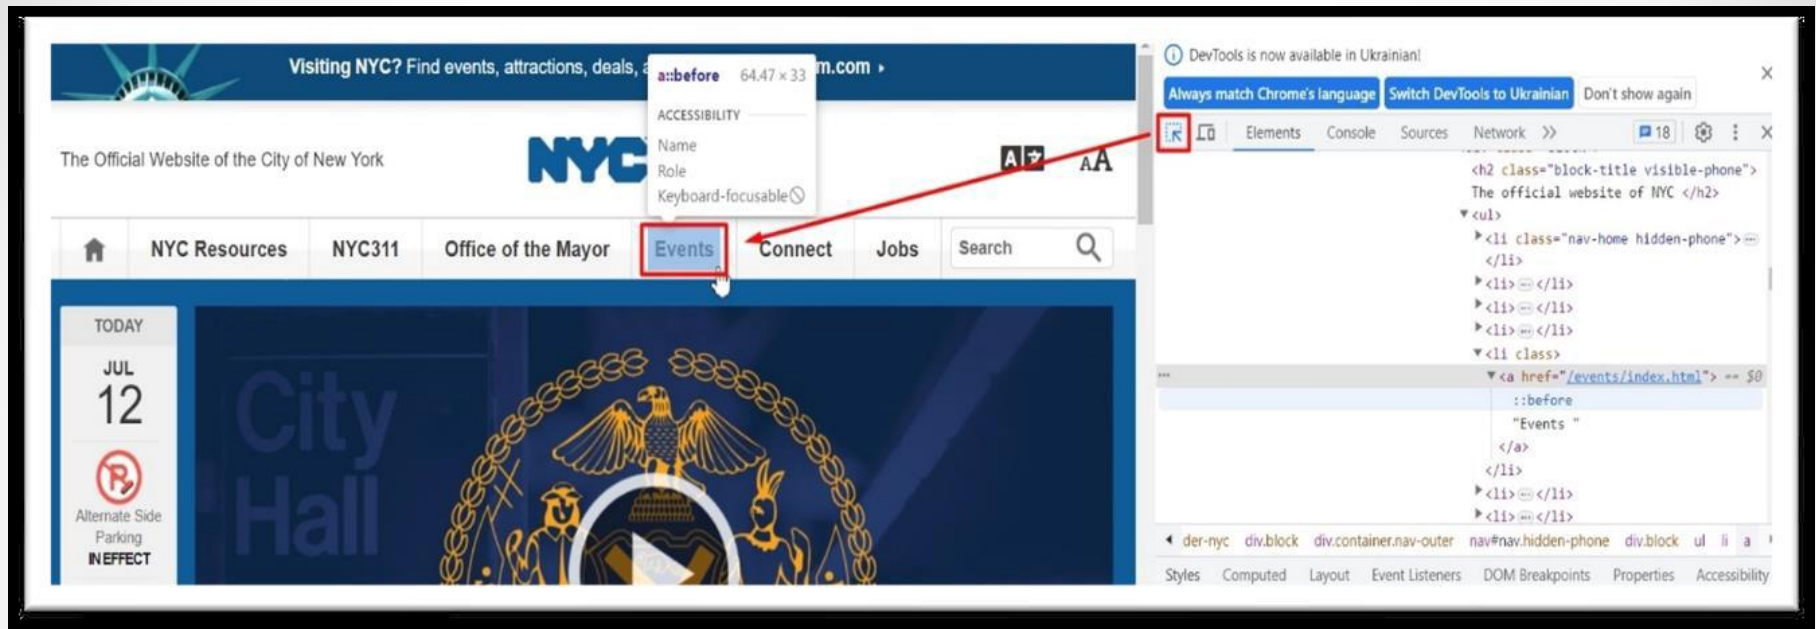 Visiting NYC? Find events, attractions, deals, a
m.com ▸
a::before 64.47 × 33
ACCESSIBILITY
Name
Role
Keyboard-focusable
The Official Website of the City of New York
NYC
A 文
AA
NYC Resources
NYC311
Office of the Mayor
Events
Connect
Jobs
Search
TODAY
JUL
12
Alternate Side
Parking
IN EFFECT
City
Hall
DevTools is now available in Ukrainian!
Always match Chrome's language
Switch DevTools to Ukrainian
Don't show again
Elements Console Sources Network 18
<h2 class="block-title visible-phone">
The official website of NYC </h2>
▼<ul>
▶<li class="nav-home hidden-phone">…
</li>
▶<li>…</li>
▶<li>…</li>
▶<li>…</li>
▼<li class>
… ▼<a href="/events/index.html"> == $0
::before
"Events "
</a>
</li>
▶<li>…</li>
▶<li>…</li>
der-nyc div.block div.container.nav-outer nav#nav.hidden-phone div.block ul li a
Styles Computed Layout Event Listeners DOM Breakpoints Properties Accessibility